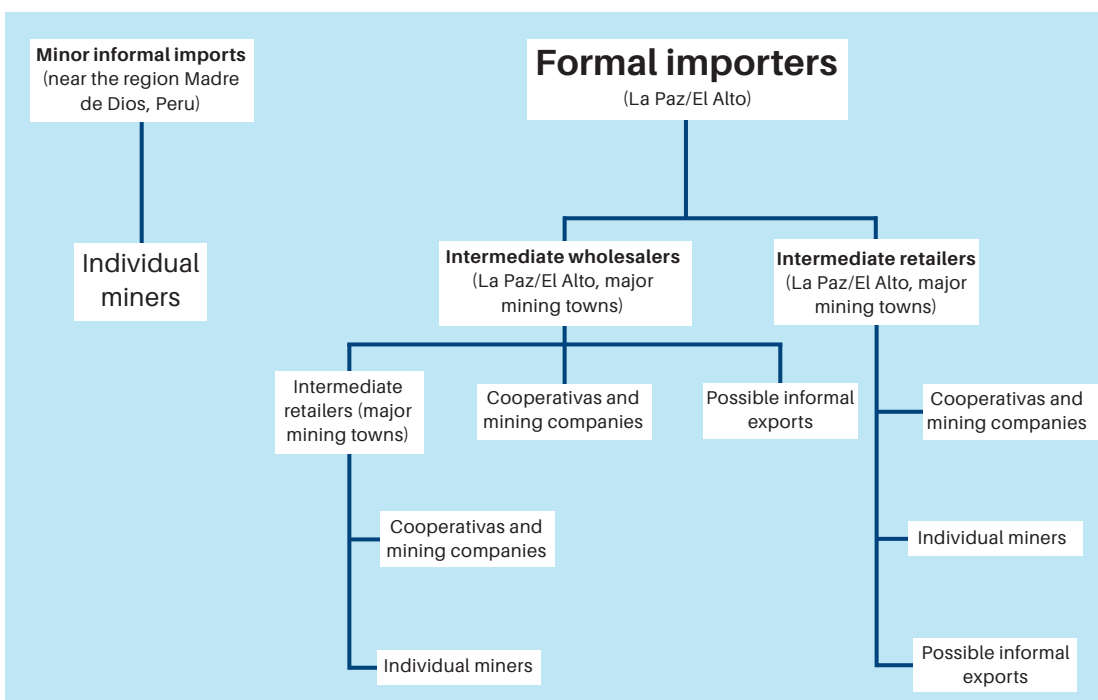 Minor informal imports
(near the region Madre
de Dios, Peru)
Individual
miners
Formal importers
(La Paz/El Alto)
Intermediate wholesalers
(La Paz/El Alto, major
mining towns)
Intermediate retailers
(La Paz/El Alto, major
mining towns)
Intermediate
retailers (major
mining towns)
Cooperativas and
mining companies
Possible informal
exports
Cooperativas and
mining companies
Individual miners
Cooperativas and
mining companies
Individual miners
Possible informal
exports